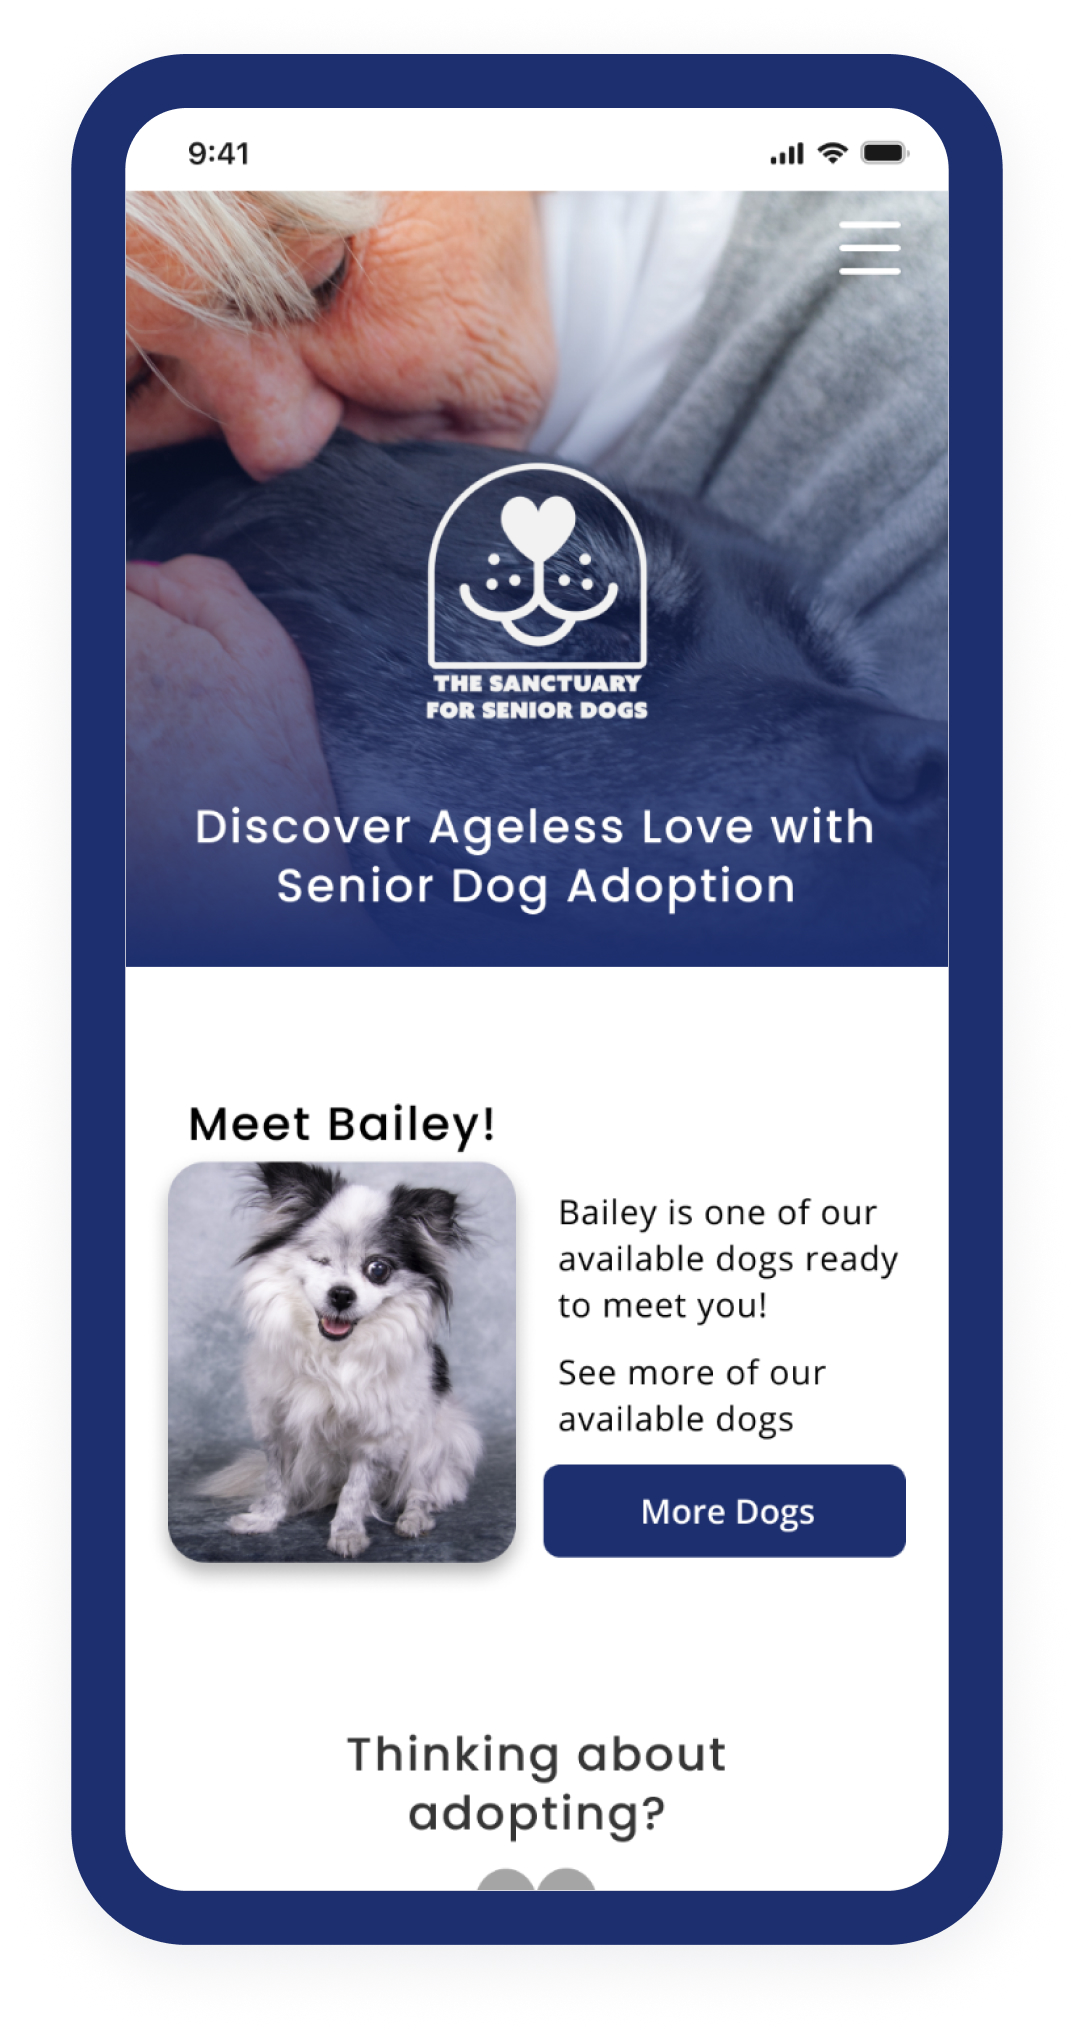 9:41
THE SANCTUARY
FOR SENIOR DOGS
Discover Ageless Love with
Senior Dog Adoption
Meet Bailey!
Bailey is one of our
available dogs ready
to meet you!
See more of our
available dogs
More Dogs
Thinking about
adopting?